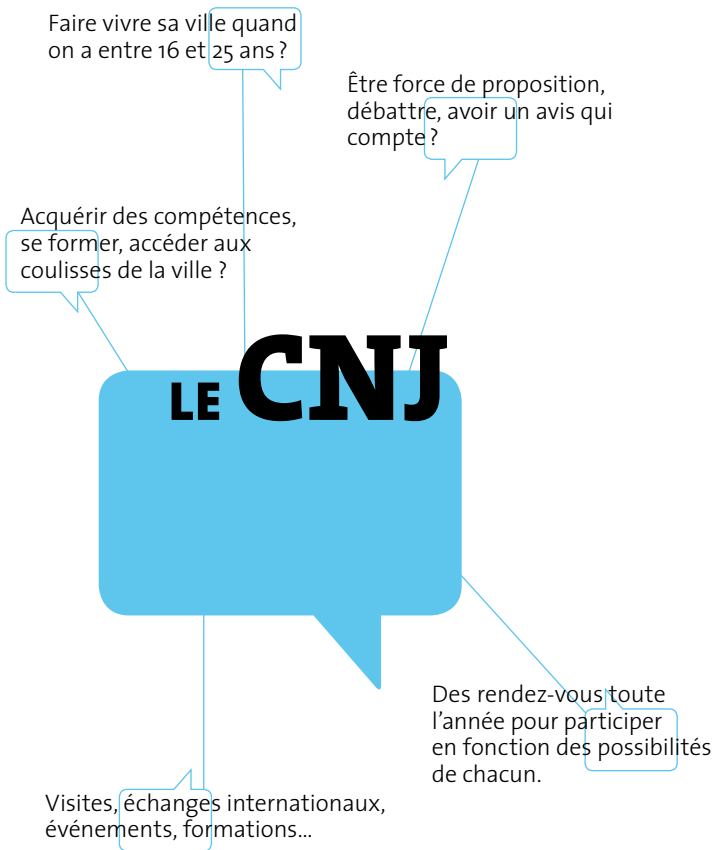 Faire vivre sa ville quand
on a entre 16 et 25 ans ?
Être force de proposition,
débattre, avoir un avis qui
compte ?
Acquérir des compétences,
se former, accéder aux
coulisses de la ville ?
LE CNJ
Des rendez-vous toute
l’année pour participer
en fonction des possibilités
de chacun.
Visites, échanges internationaux,
événements, formations...